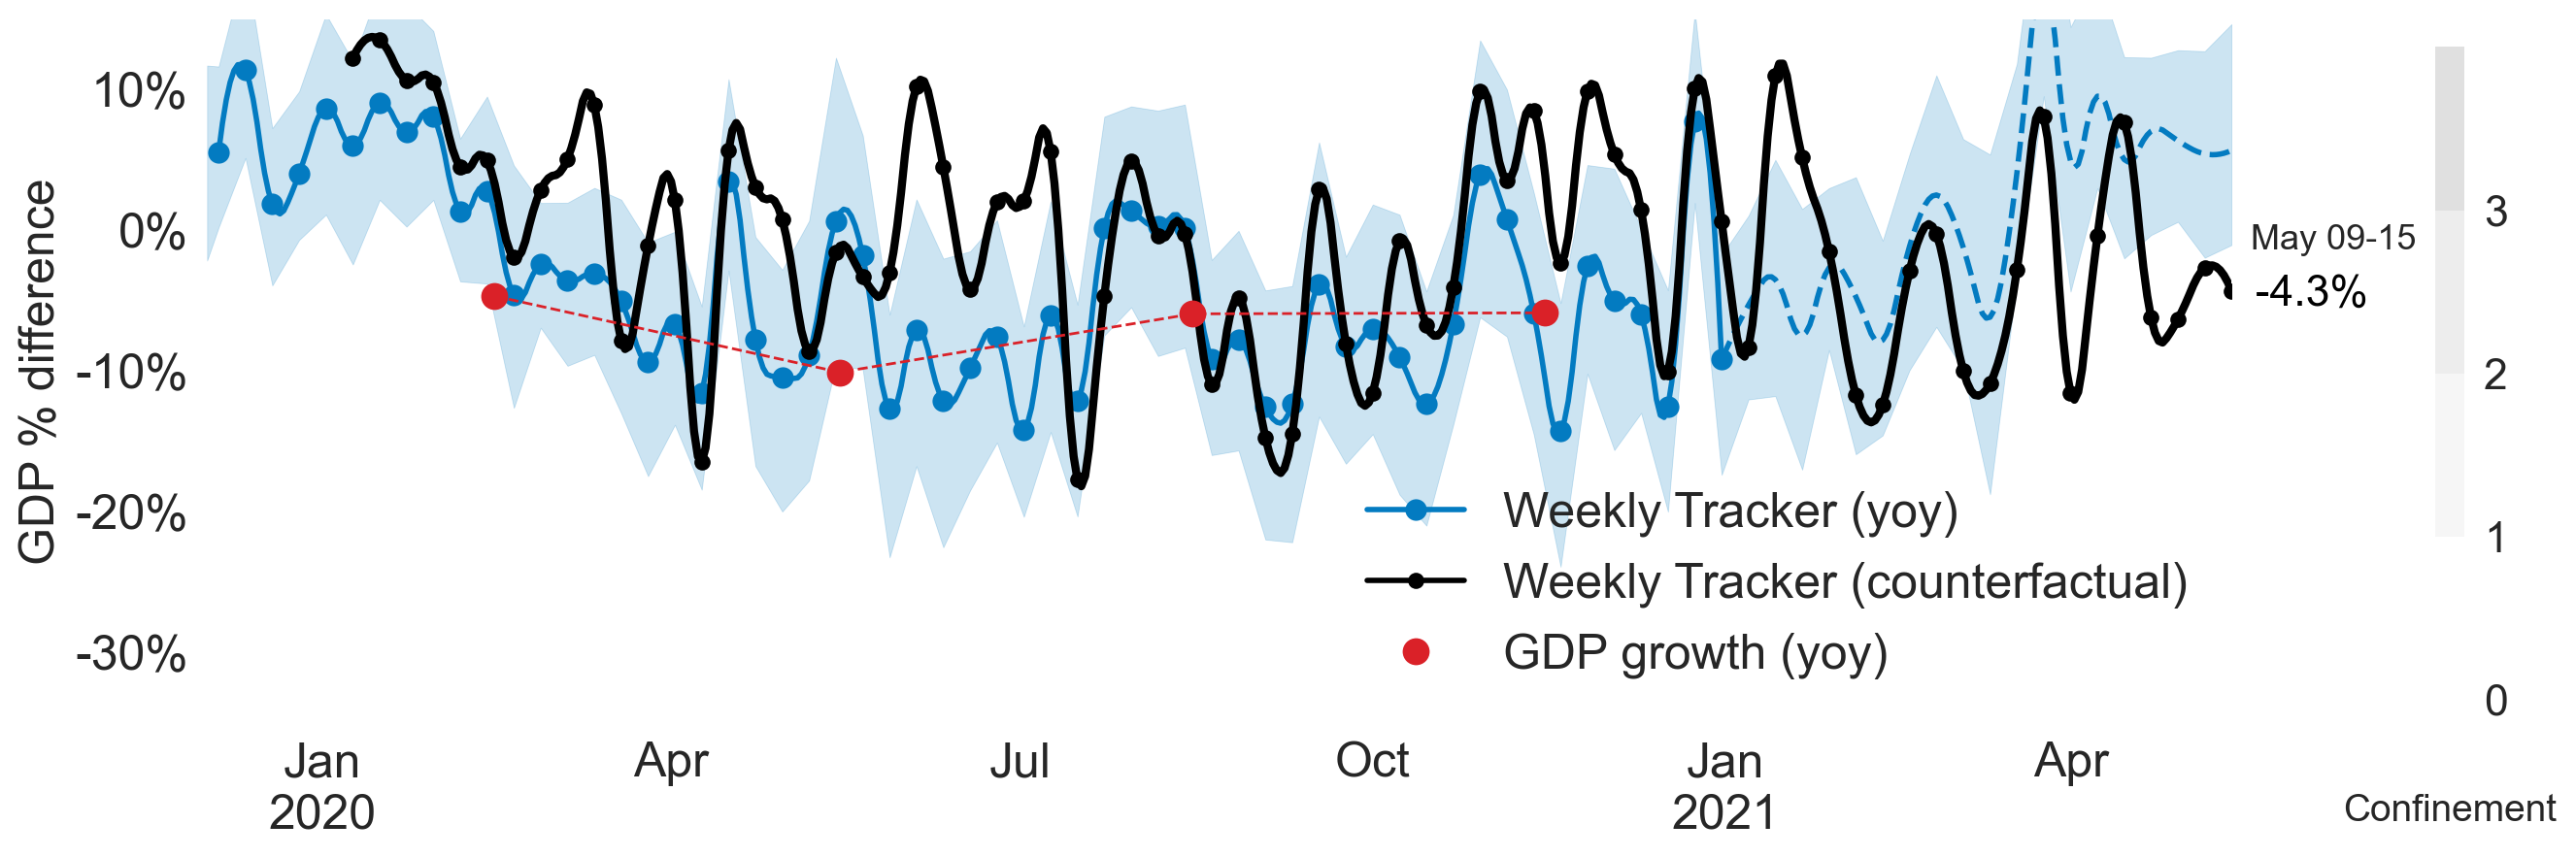 GDP % difference
10%
0%
-10%
-20%
-30%
Jan
2020
Apr
Jul
Oct
Jan
2021
Apr
Weekly Tracker (yoy)
Weekly Tracker (counterfactual)
GDP growth (yoy)
May 09-15
-4.3%
3
2
1
0
Confinement